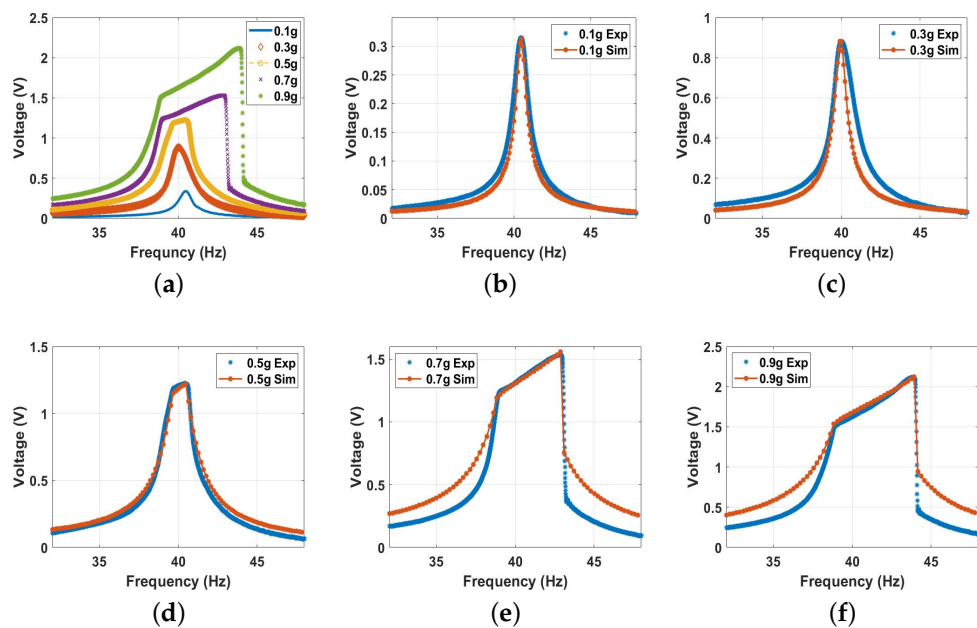 2.5
2
1.5
1
0.5
0
Voltage (V)
35 40 45
Frequncy (Hz)
0.1g
0.3g
0.5g
0.7g
0.9g
(a)
0.3
0.25
0.2
0.15
0.1
0.05
0
Voltage (V)
35 40 45
Frequency (Hz)
0.1g Exp
0.1g Sim
(b)
1
0.8
0.6
0.4
0.2
0
Voltage (V)
35 40 45
Frequency (Hz)
0.3g Exp
0.3g Sim
(c)
1.5
1
0.5
0
Voltage (V)
35 40 45
Frequency (Hz)
0.5g Exp
0.5g Sim
(d)
1.5
1
0.5
0
Voltage (V)
35 40 45
Frequency (Hz)
0.7g Exp
0.7g Sim
(e)
2.5
2
1.5
1
0.5
0
Voltage (V)
35 40 45
Frequency (Hz)
0.9g Exp
0.9g Sim
(f)